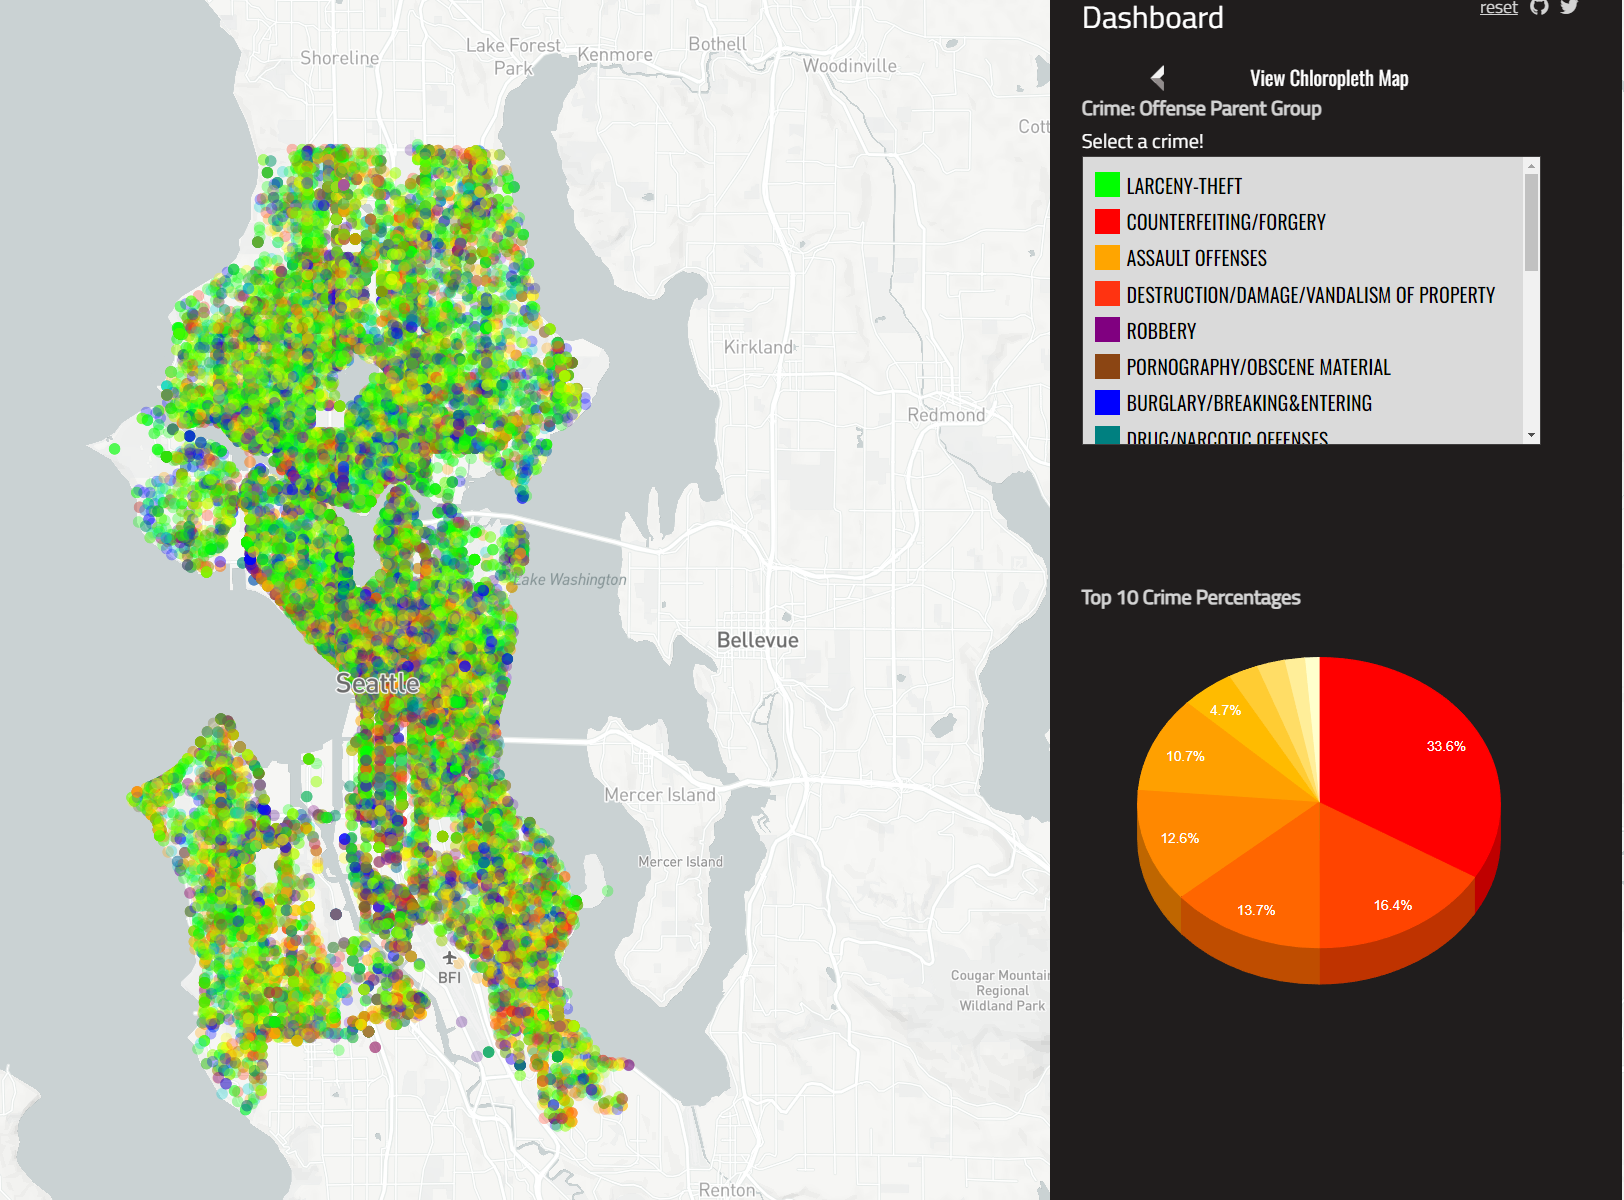 Shoreline
Lake Forest
Park
Kenmore
Bothell
Woodinville
Cott
Kirkland
Redmond
Lake Washington
Bellevue
Seattle
Mercer Island
Mercer Island
BFI
Cougar Mountain
Regional
Wildland Park
Renton
Dashboard
reset
View Chloropleth Map
Crime: Offense Parent Group
Select a crime!
LARCENY-THEFT
COUNTERFEITING/FORGERY
ASSAULT OFFENSES
DESTRUCTION/DAMAGE/VANDALISM OF PROPERTY
ROBBERY
PORNOGRAPHY/OBSCENE MATERIAL
BURGLARY/BREAKING&ENTERING
DRUG/NARCOTIC OFFENSES
Top 10 Crime Percentages
4.7%
33.6%
10.7%
12.6%
13.7%
16.4%